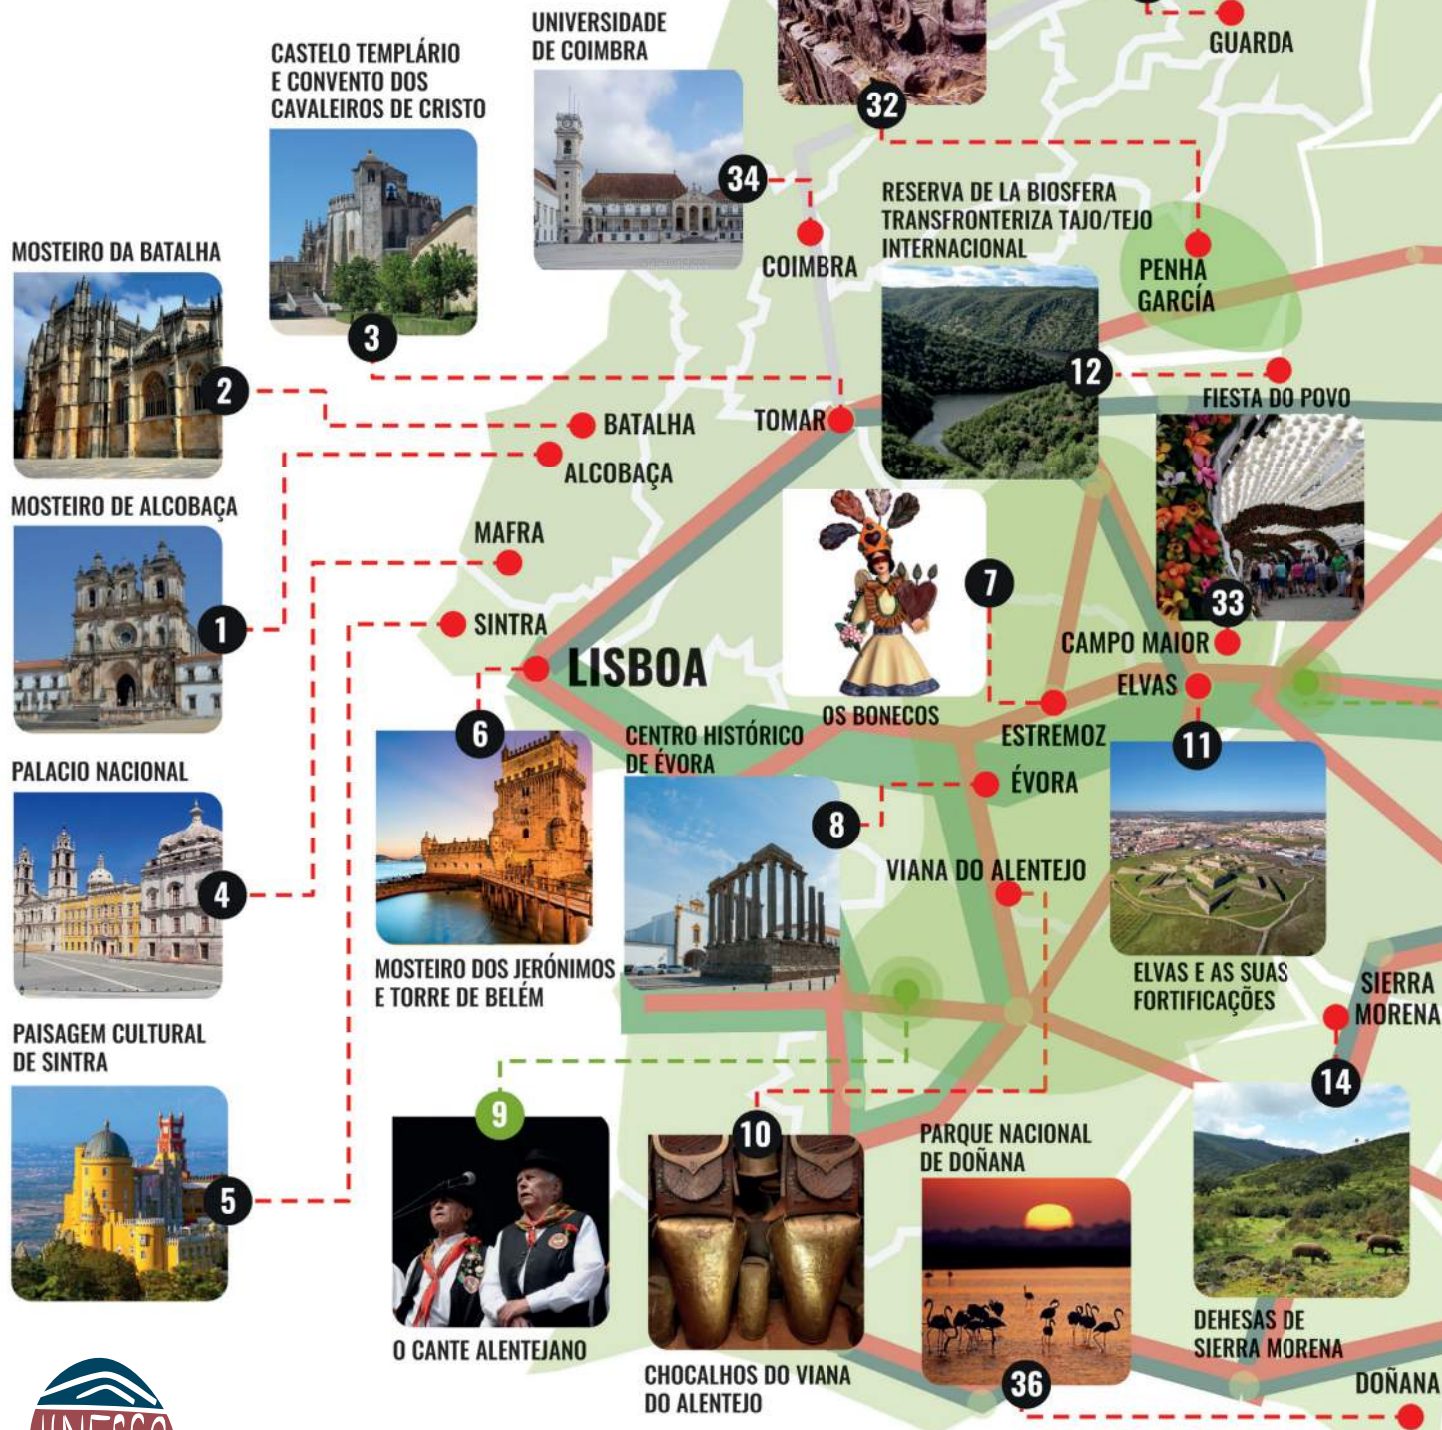 UNIVERSIDADE
DE COIMBRA
GUARDA
CASTELO TEMPLÁRIO
E CONVENTO DOS
CAVALEIROS DE CRISTO
32
34
RESERVA DE LA BIOSFERA
TRANSFRONTERIZA TAJO/TEJO
INTERNACIONAL
COIMBRA
PENHA
GARCÍA
MOSTEIRO DA BATALHA
3
2
12
FIESTA DO POVO
BATALHA
TOMAR
ALCOBAÇA
MOSTEIRO DE ALCOBAÇA
MAFRA
7
33
1
SINTRA
CAMPO MAIOR
LISBOA
ELVAS
OS BONECOS
6
CENTRO HISTÓRICO
DE ÉVORA
ESTREMOZ
11
PALACIO NACIONAL
ÉVORA
8
VIANA DO ALENTEJO
4
MOSTEIRO DOS JERÓNIMOS
E TORRE DE BELÉM
ELVAS E AS SUAS
FORTIFICAÇÕES
SIERRA
MORENA
PAISAGEM CULTURAL
DE SINTRA
14
9
10
PARQUE NACIONAL
DE DOÑANA
5
O CANTE ALENTEJANO
DEHESAS DE
SIERRA MORENA
CHOCALHOS DO VIANA
DO ALENTEJO
36
DOÑANA
UNESCO